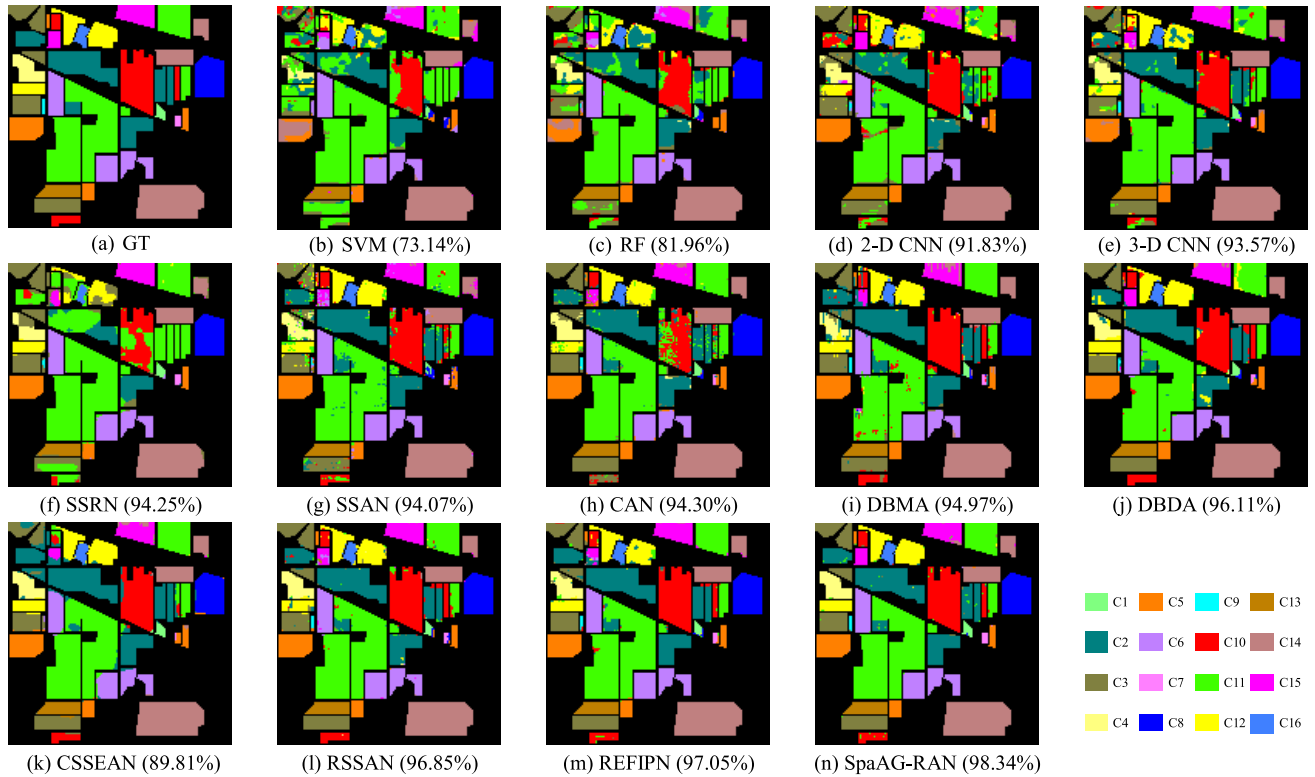 (a) GT
(b) SVM (73.14%)
(c) RF (81.96%)
(d) 2-D CNN (91.83%)
(e) 3-D CNN (93.57%)
(f) SSRN (94.25%)
(g) SSAN (94.07%)
(h) CAN (94.30%)
(i) DBMA (94.97%)
(j) DBDA (96.11%)
(k) CSSEAN (89.81%)
(l) RSSAN (96.85%)
(m) REFIPN (97.05%)
(n) SpaAG-RAN (98.34%)
C1 C5 C9 C13
C2 C6 C10 C14
C3 C7 C11 C15
C4 C8 C12 C16